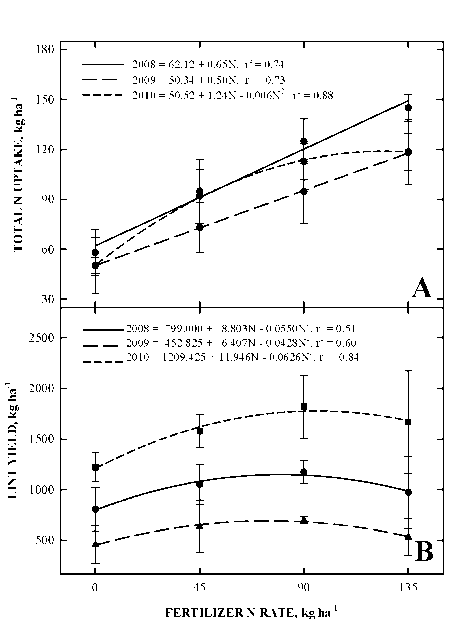 180
2008 = 62.12 + 0.65N, r² = 0.74
2009 = 50.34 + 0.50N, r² = 0.73
150
2010 = 50.52 + 1.24N - 0.006N² r² = 0.88
TOTAL N UPTAKE, kg ha⁻¹
120
90
60
30
A
2008 = 799.000 + 8.803N - 0.0550N², r² = 0.51
2500
2009 = 452.825 + 6.407N - 0.0428N², r² = 0.60
2010 = 1209.425 + 11.946N - 0.0626N², r² = 0.84
2000
LINT YIELD, kg ha⁻¹
1500
1000
500
B
0 45 90 135
FERTILIZER N RATE, kg ha⁻¹